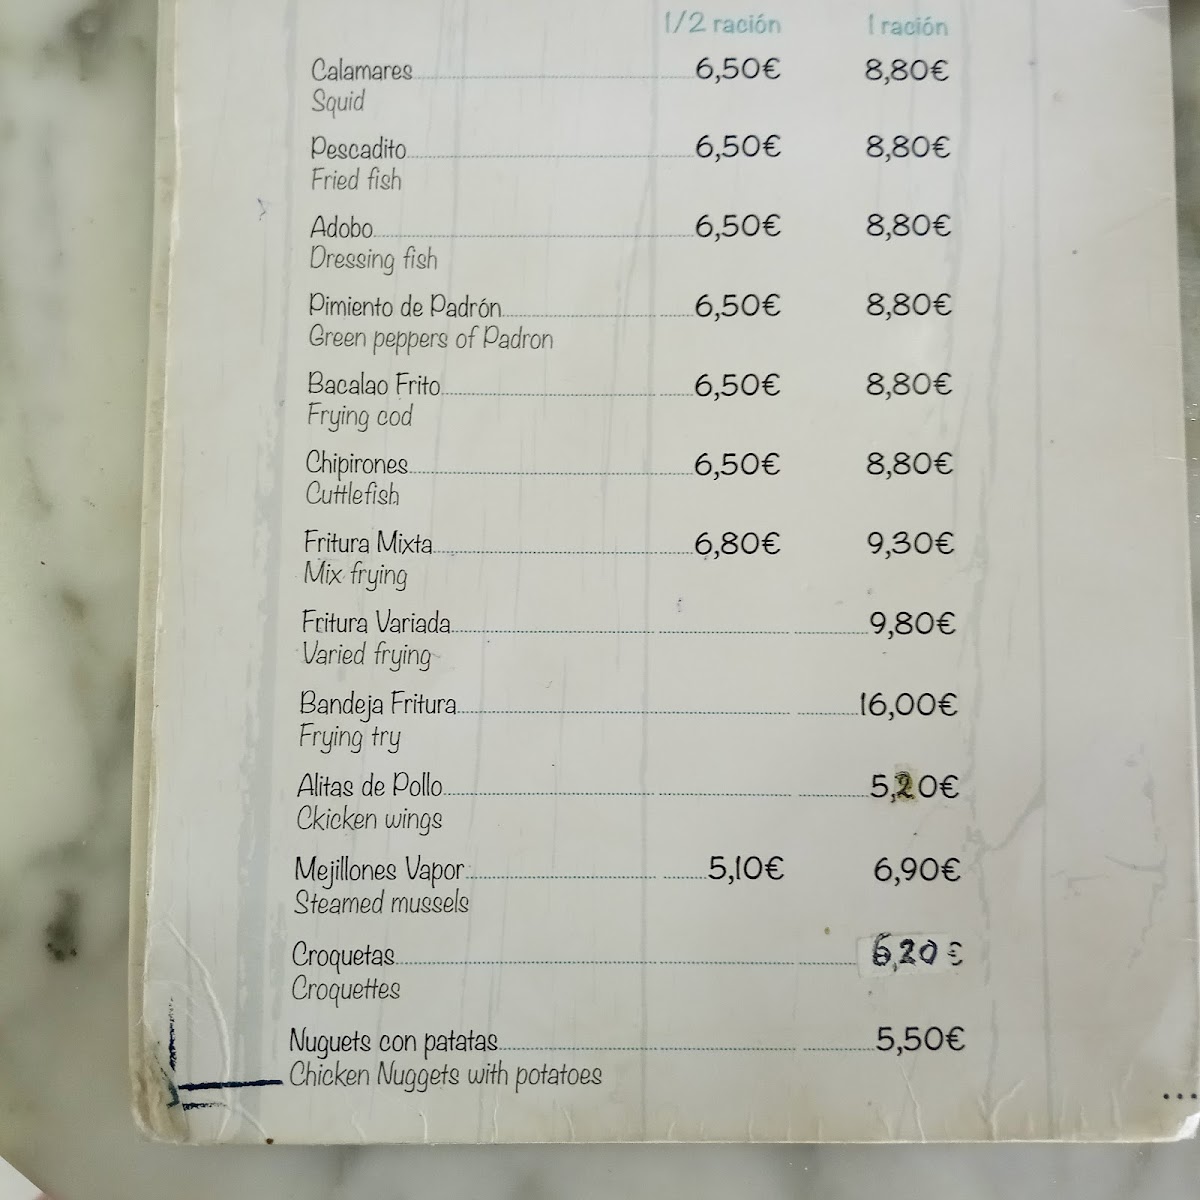 1/2 ración 1 ración
Calamares 6,50€ 8,80€
Squid
Pescadito 6,50€ 8,80€
Fried fish
Adobo 6,50€ 8,80€
Dressing fish
Pimiento de Padrón 6,50€ 8,80€
Green peppers of Padron
Bacalao Frito 6,50€ 8,80€
Frying cod
Chipirones 6,50€ 8,80€
Cuttlefish
Fritura Mixta 6,80€ 9,30€
Mix frying
Fritura Variada 9,80€
Varied frying
Bandeja Fritura 16,00€
Frying try
Alitas de Pollo 5,20€
Ckicken wings
Mejillones Vapor 5,10€ 6,90€
Steamed mussels
Croquetas 6,20 €
Croquettes
Nuguets con patatas 5,50€
Chicken Nuggets with potatoes
...